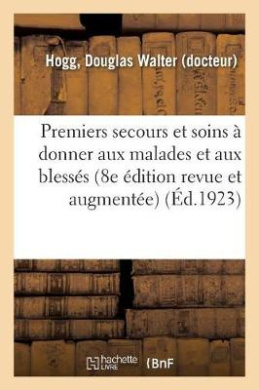 Hogg, Douglas Walter (docteur)
Premiers secours et soins à donner aux malades et aux blessés (8e édition revue et augmentée) (Éd.1923)
hachette
LIVRE
{BnF